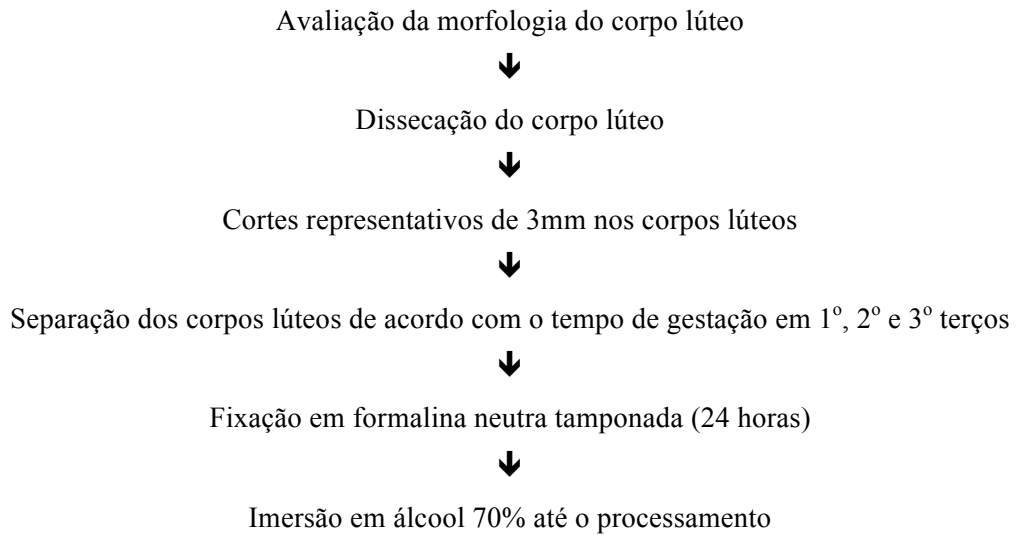 Avaliação da morfologia do corpo lúteo
Dissecação do corpo lúteo
Cortes representativos de 3mm nos corpos lúteos
Separação dos corpos lúteos de acordo com o tempo de gestação em 1º, 2º e 3º terços
Fixação em formalina neutra tamponada (24 horas)
Imersão em álcool 70% até o processamento